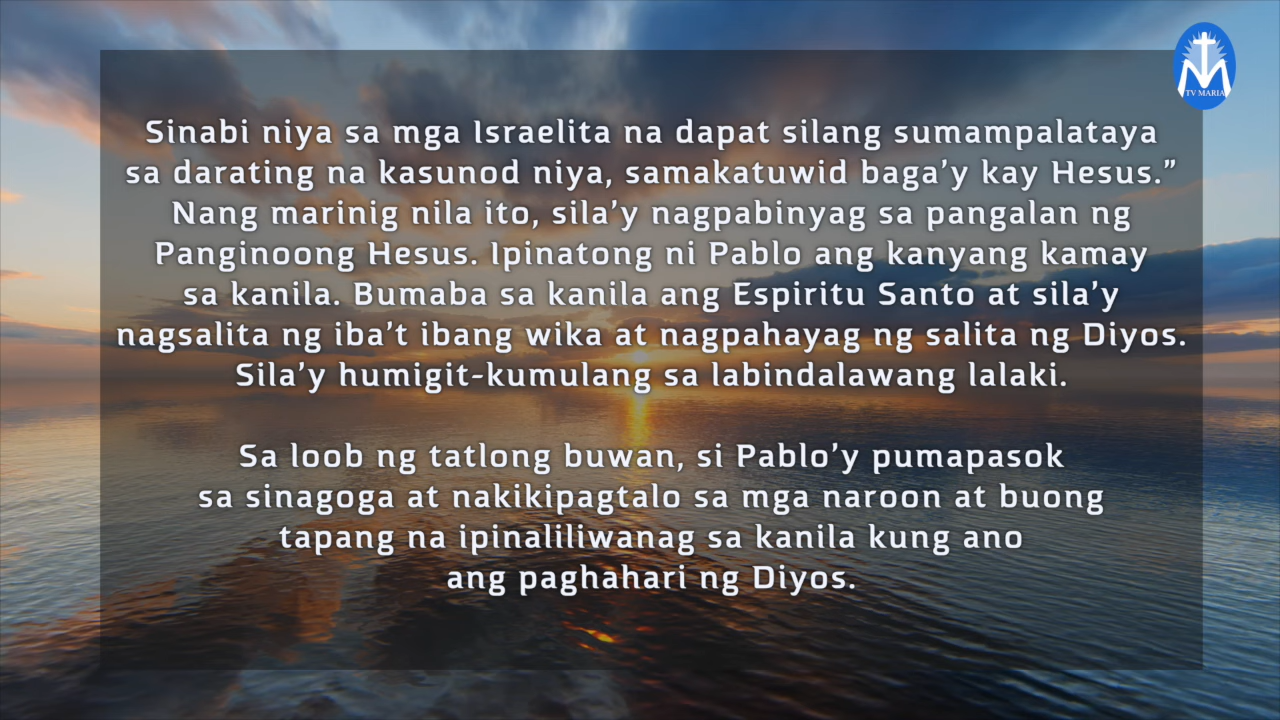 TV MARIA
Sinabi niya sa mga Israelita na dapat silang sumampalataya
sa darating na kasunod niya, samakatuwid baga’y kay Hesus.”
Nang marinig nila ito, sila’y nagpabinyag sa pangalan ng
Panginoong Hesus. Ipinatong ni Pablo ang kanyang kamay
sa kanila. Bumaba sa kanila ang Espiritu Santo at sila’y
nagsalita ng iba’t ibang wika at nagpahayag ng salita ng Diyos.
Sila’y humigit-kumulang sa labindalawang lalaki.
Sa loob ng tatlong buwan, si Pablo’y pumapasok
sa sinagoga at nakikipagtalo sa mga naroon at buong
tapang na ipinaliliwanag sa kanila kung ano
ang paghahari ng Diyos.